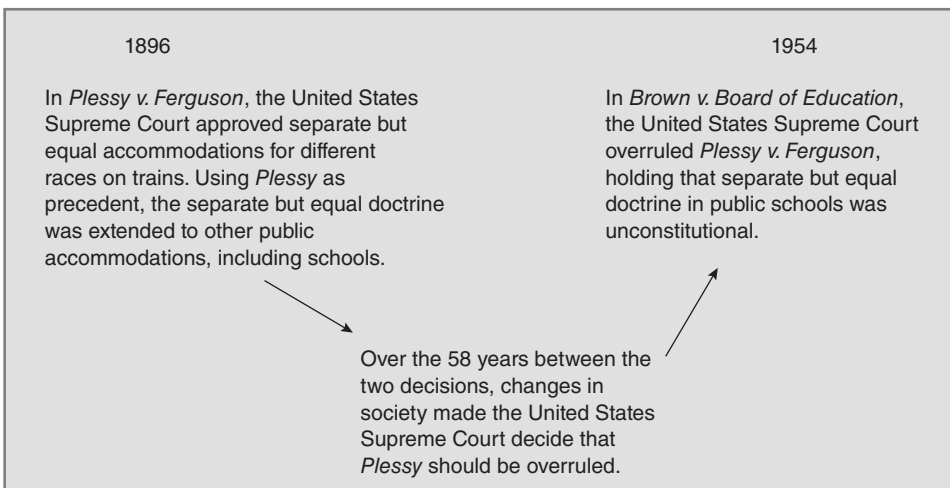 1896
In Plessy v. Ferguson, the United States
Supreme Court approved separate but
equal accommodations for different
races on trains. Using Plessy as
precedent, the separate but equal doctrine
was extended to other public
accommodations, including schools.
1954
In Brown v. Board of Education,
the United States Supreme Court
overruled Plessy v. Ferguson,
holding that separate but equal
doctrine in public schools was
unconstitutional.
Over the 58 years between the
two decisions, changes in
society made the United States
Supreme Court decide that
Plessy should be overruled.